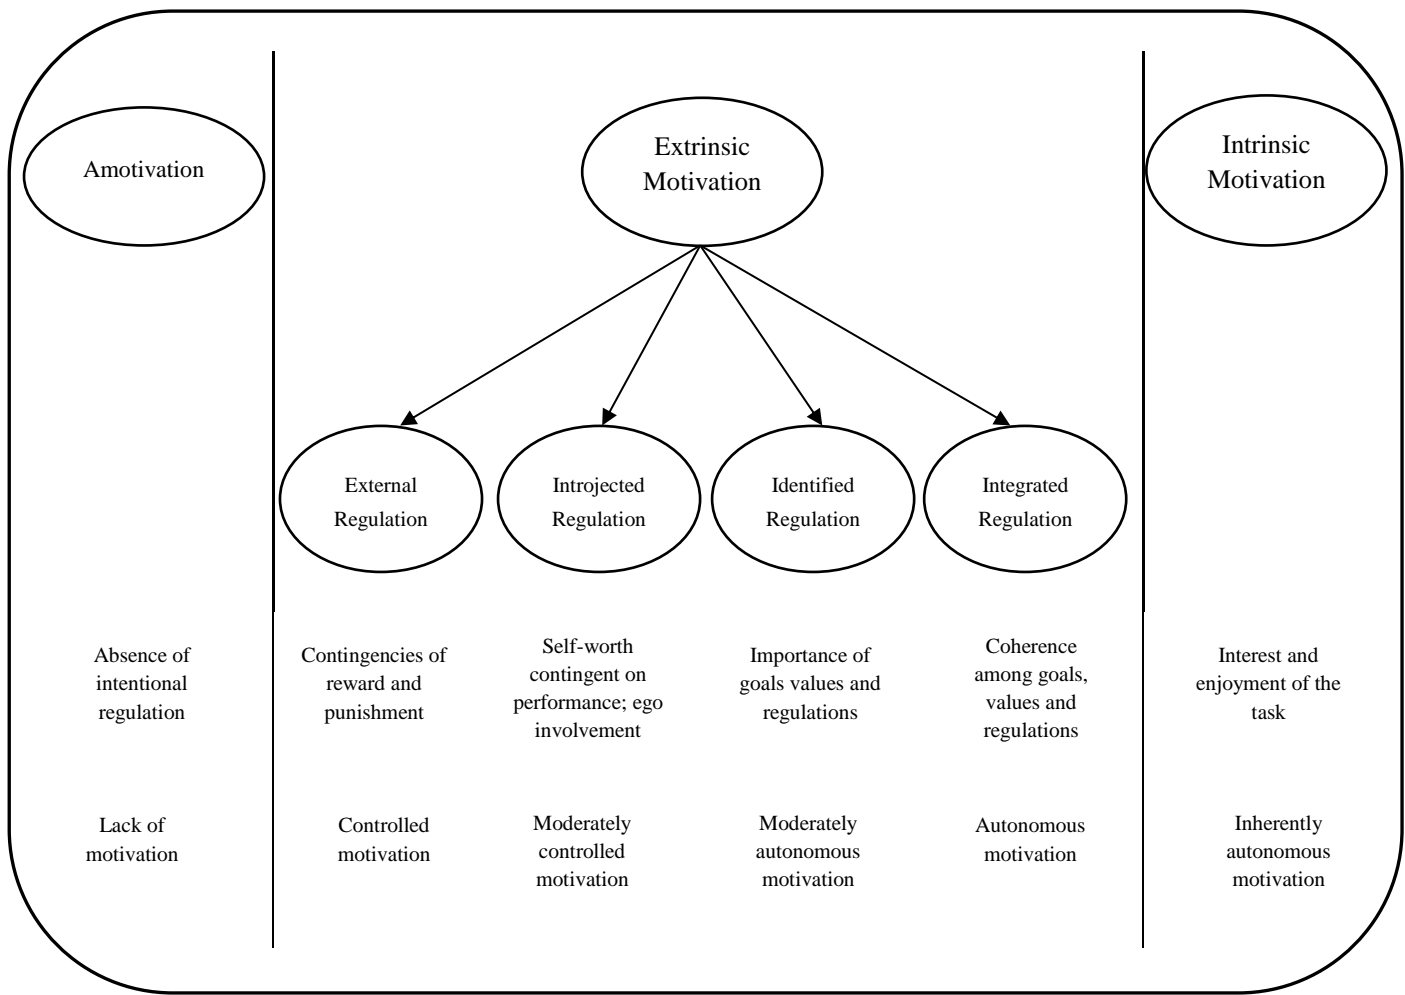 Amotivation
Extrinsic
Motivation
Intrinsic
Motivation
External
Regulation
Introjected
Regulation
Identified
Regulation
Integrated
Regulation
Absence of
intentional
regulation
Contingencies of
reward and
punishment
Self-worth
contingent on
performance; ego
involvement
Importance of
goals values and
regulations
Coherence
among goals,
values and
regulations
Interest and
enjoyment of the
task
Lack of
motivation
Controlled
motivation
Moderately
controlled
motivation
Moderately
autonomous
motivation
Autonomous
motivation
Inherently
autonomous
motivation